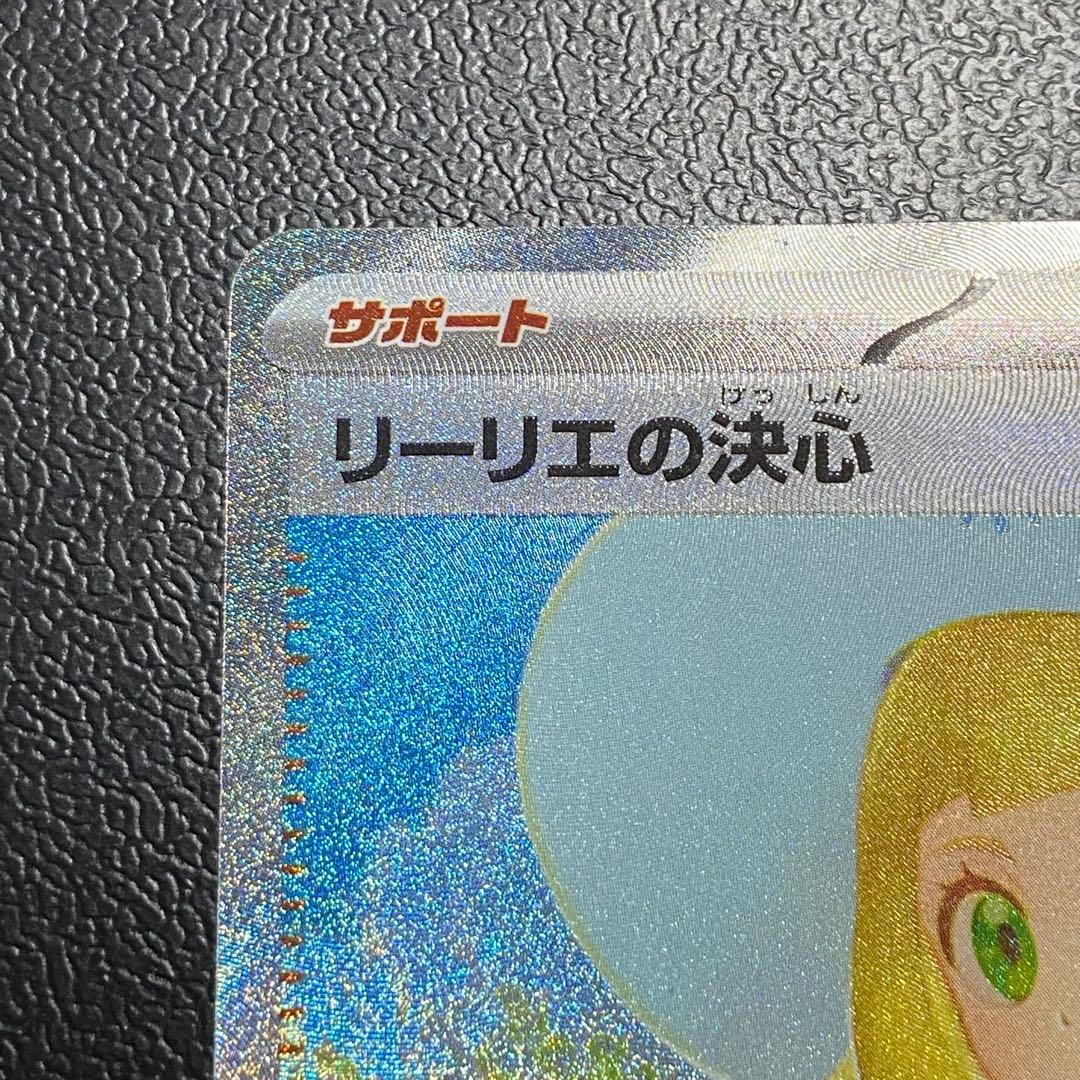 サポート
けっ しん
リーリエの決心